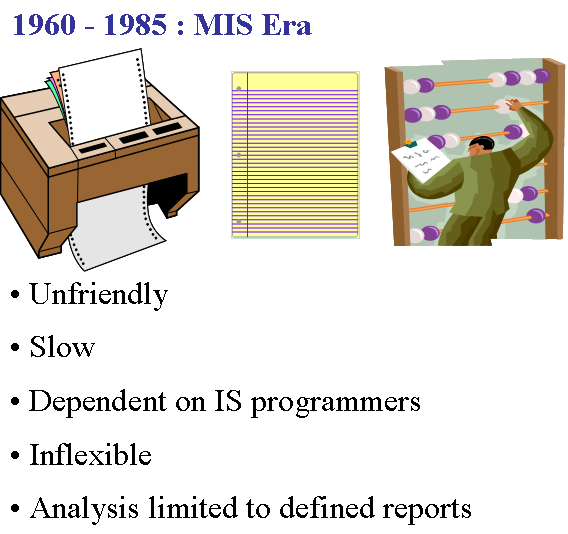 1960 - 1985 : MIS Era
• Unfriendly
• Slow
• Dependent on IS programmers
• Inflexible
• Analysis limited to defined reports